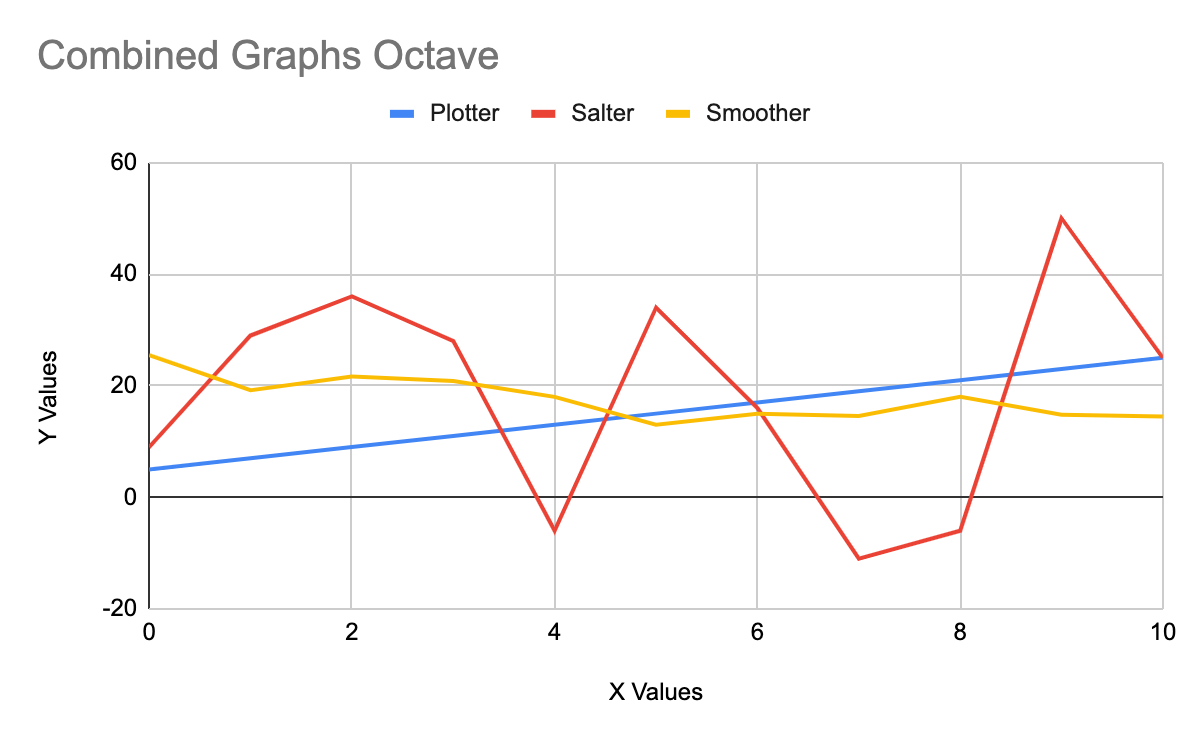 Combined Graphs Octave
Plotter Salter Smoother
60
40
20
0
-20
0 2 4 6 8 10
Y Values
X Values